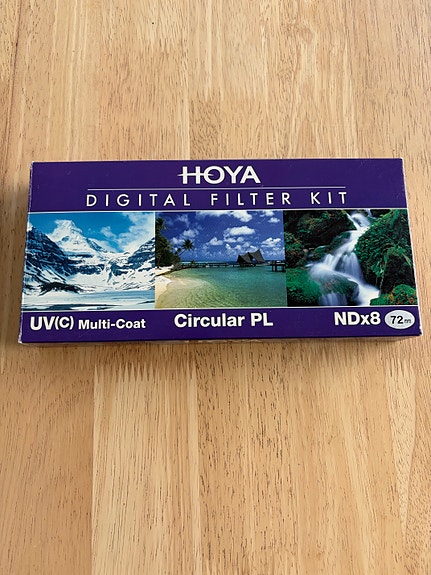 HOYA
DIGITAL FILTER KIT
UV(C) Multi-Coat Circular PL NDx8 72mm